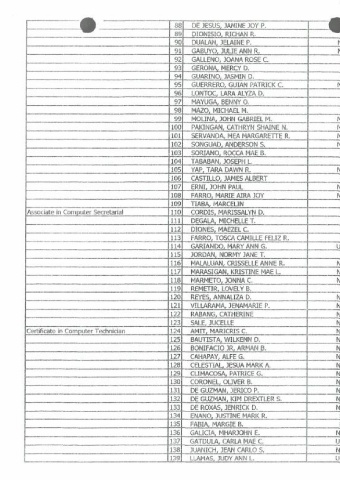 88 DE JESUS, JAMINE JOY P.
89 DIONISIO, RICHAN R.
90 DUALAN, JELAINE P.
91 GABUYO, JULIE ANN R.
92 GALLENO, JOANA ROSE C.
93 GERONA, MERCY D.
94 GUARINO, JASMIN D.
95 GUERRERO, GUIAN PATRICK C.
96 LONTOC, LARA ALYZA D.
97 MAYUGA, BENNY O.
98 MAZO, MICHAEL N.
99 MOLINA, JOHN GABRIEL M.
100 PAKINGAN, CATHRYN SHAINE N.
101 SERVANDA, MEA MARGARETTE R.
102 SONGUAD, ANDERSON S.
103 SORIANO, ROCCA MAE B.
104 TABABAN, JOSEPH L.
105 YAP, TARA DAWN R.
106 CASTILLO, JAMES ALBERT
107 ERNI, JOHN PAUL
108 FARRO, MARIE AIRA JOY
109 TIABA, MARCELIN
Associate in Computer Secretarial 110 CORDIS, MARISSALYN D.
111 DEGALA, MICHELLE T.
112 DIONES, MAEZEL C.
113 FARRO, TOSCA CAMILLE FELIZ R.
114 GARIANDO, MARY ANN G.
115 JORDAN, NORMY JANE T.
116 MALALUAN, CRISSELLE ANNE R.
117 MARASIGAN, KRISTINE MAE L.
118 MARMETO, JONNA C.
119 REMETIR, LOVELY B.
120 REYES, ANNALIZA D.
121 VILLARAMA, JENAMARIE P.
122 RABANG, CATHERINE
123 SALE, JUCELLE
Certificate in Computer Technician 124 AMIT, MARICRIS C.
125 BAUTISTA, WILKENN D.
126 BONIFACIO JR, ARMAN B.
127 CAHAPAY, ALFE G.
128 CELESTIAL, JESUA MARK A.
129 CLIMACOSA, PATRICE G.
130 CORONEL, OLIVER B.
131 DE GUZMAN, JERICO P.
132 DE GUZMAN, KIM DREXTLER S.
133 DE ROXAS, JENRICK D.
134 ENANO, JUSTINE MARK R.
135 FABIA, MARGIE B.
136 GALICIA, MHARJOHN E.
137 GATDULA, CARLA MAE C.
138 JUANICH, JEAN CARLO S.
139 LLAMAS, JUDY ANN L.